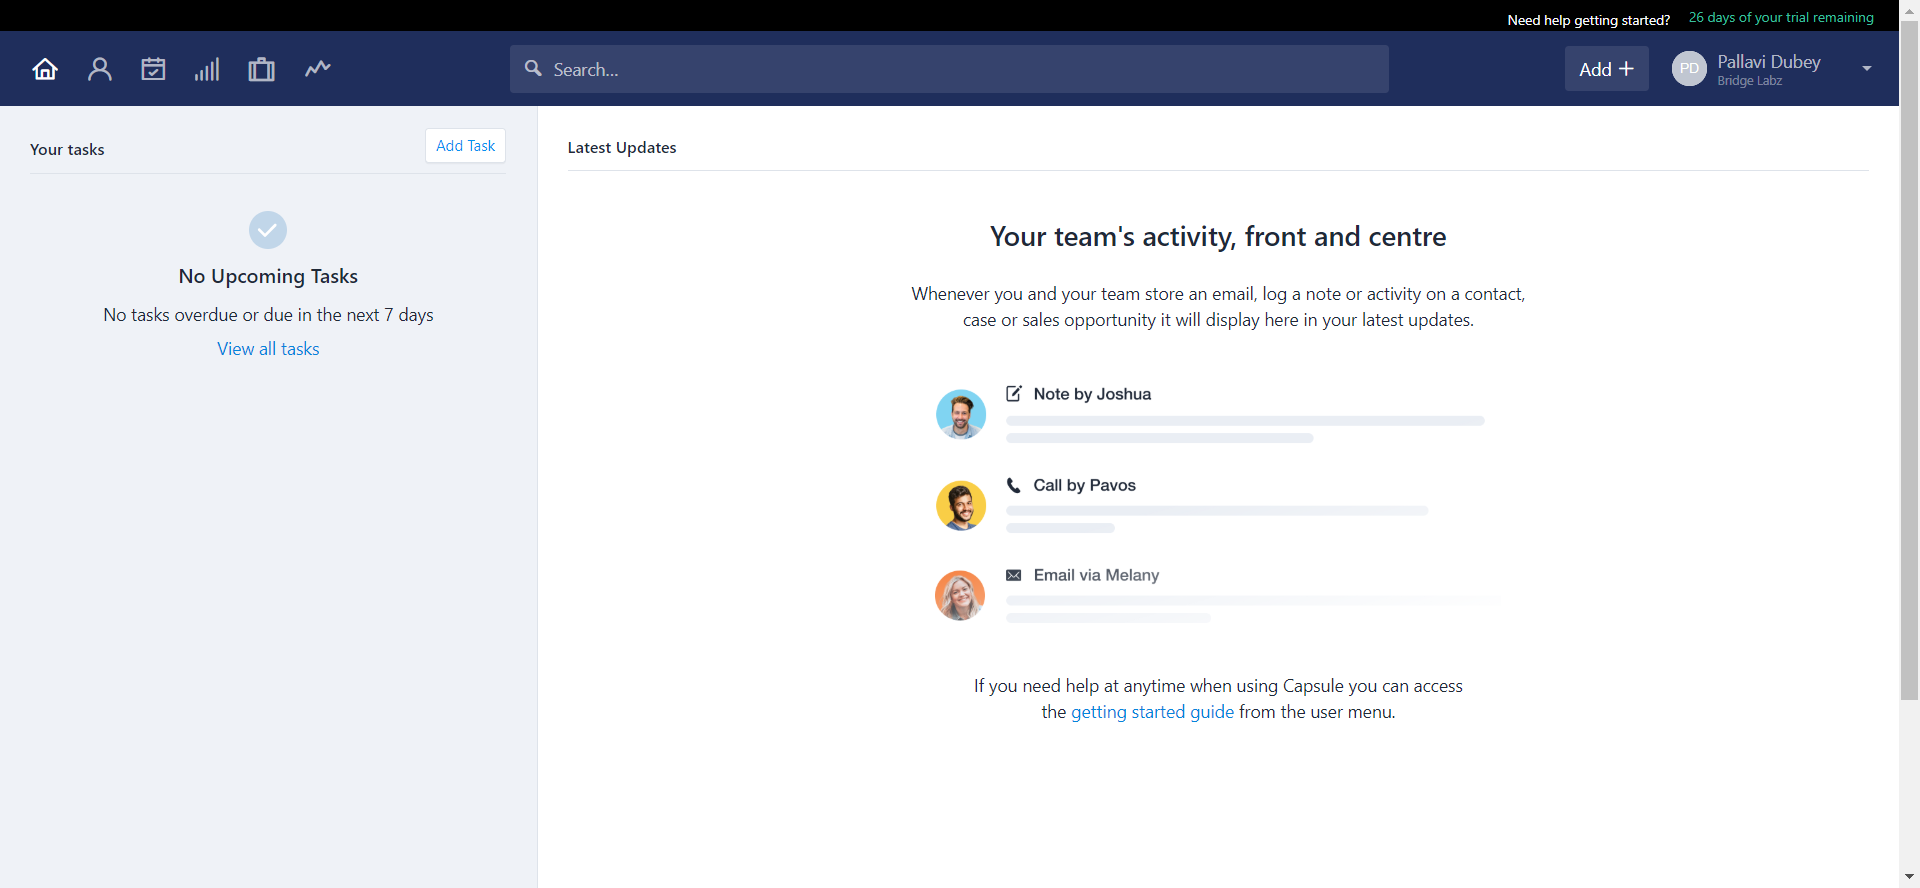 Need help getting started? 26 days of your trial remaining
Search...
Add
PD
Pallavi Dubey
Bridge Labz
Your tasks
Add Task
No Upcoming Tasks
No tasks overdue or due in the next 7 days
View all tasks
Latest Updates
Your team's activity, front and centre
Whenever you and your team store an email, log a note or activity on a contact,
case or sales opportunity it will display here in your latest updates.
Note by Joshua
Call by Pavos
Email via Melany
If you need help at anytime when using Capsule you can access
the getting started guide from the user menu.